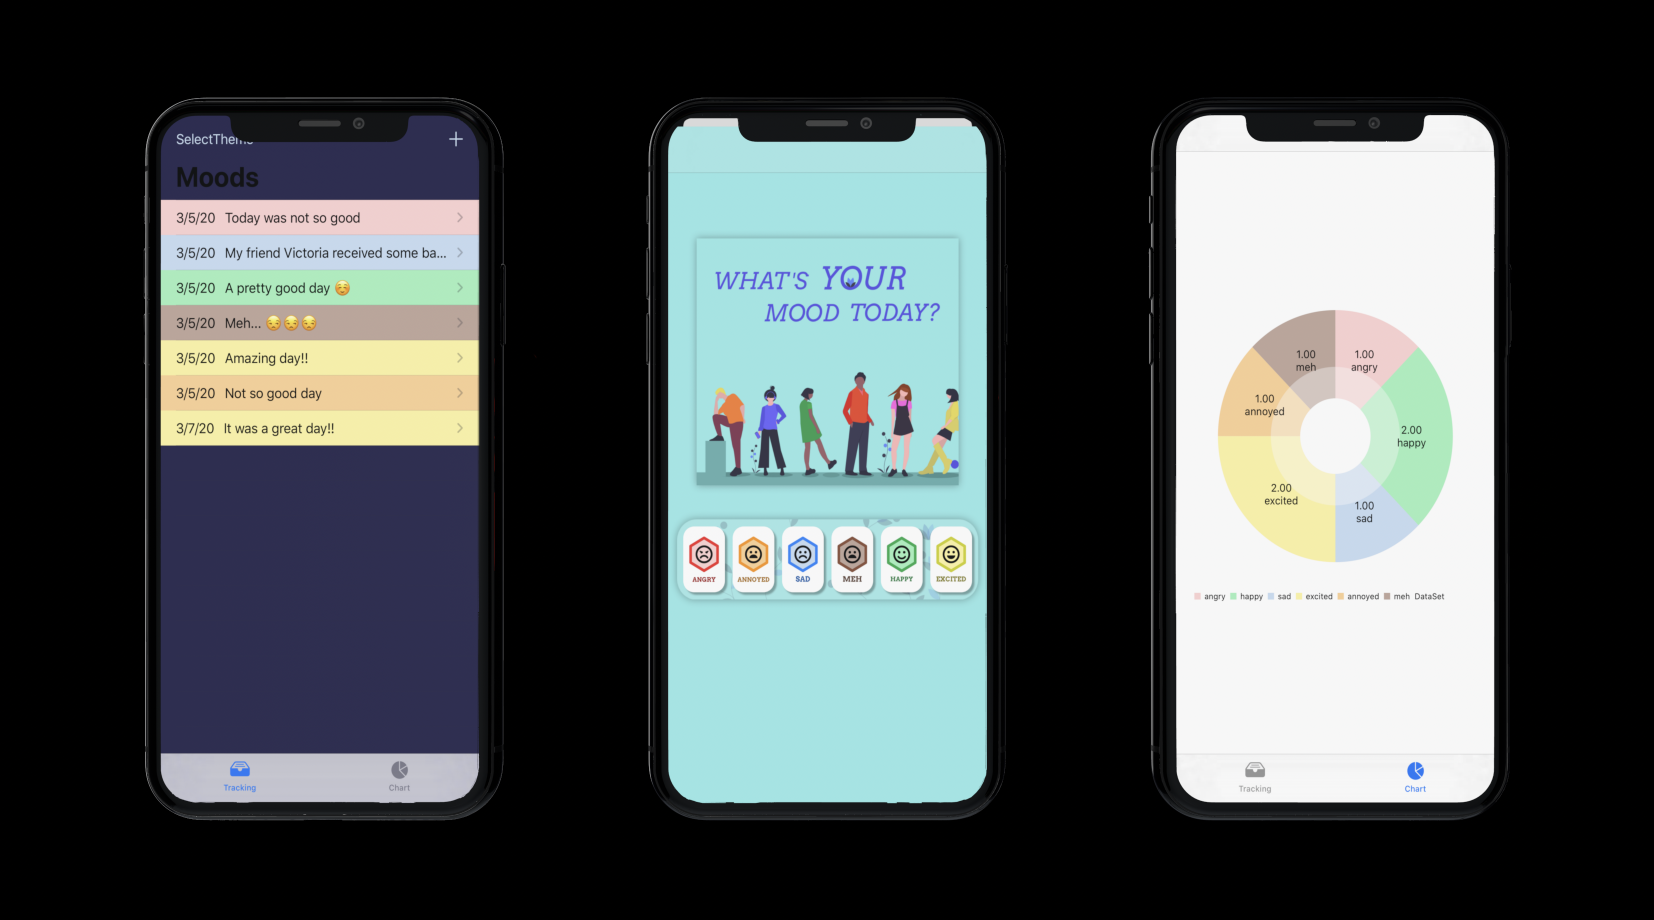 SelectTheme
Moods
3/5/20 Today was not so good
3/5/20 My friend Victoria received some ba...
3/5/20 A pretty good day ☺️
3/5/20 Meh... 😒😒😒
3/5/20 Amazing day!!
3/5/20 Not so good day
3/7/20 It was a great day!!
Tracking
Chart
WHAT'S YOUR
MOOD TODAY?
ANGRY
ANNOYED
SAD
MEH
HAPPY
EXCITED
1.00
meh
1.00
angry
1.00
annoyed
2.00
happy
2.00
excited
1.00
sad
angry happy sad excited annoyed meh DataSet
Tracking
Chart